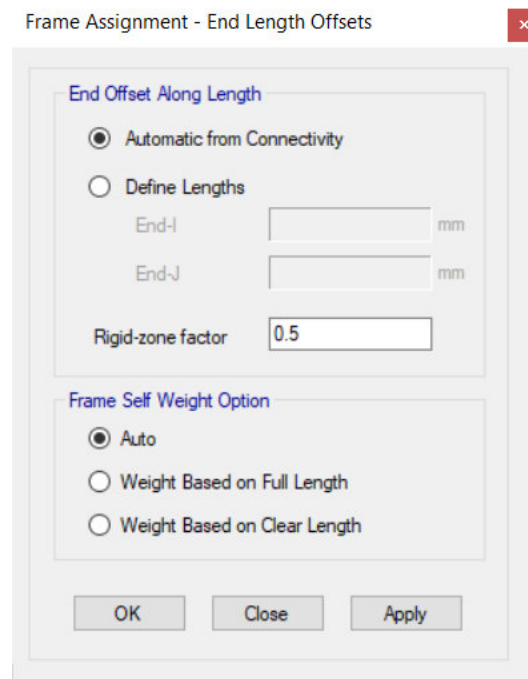 Frame Assignment - End Length Offsets
×
End Offset Along Length
Automatic from Connectivity
Define Lengths
End-I mm
End-J mm
Rigid-zone factor 0.5
Frame Self Weight Option
Auto
Weight Based on Full Length
Weight Based on Clear Length
OK Close Apply